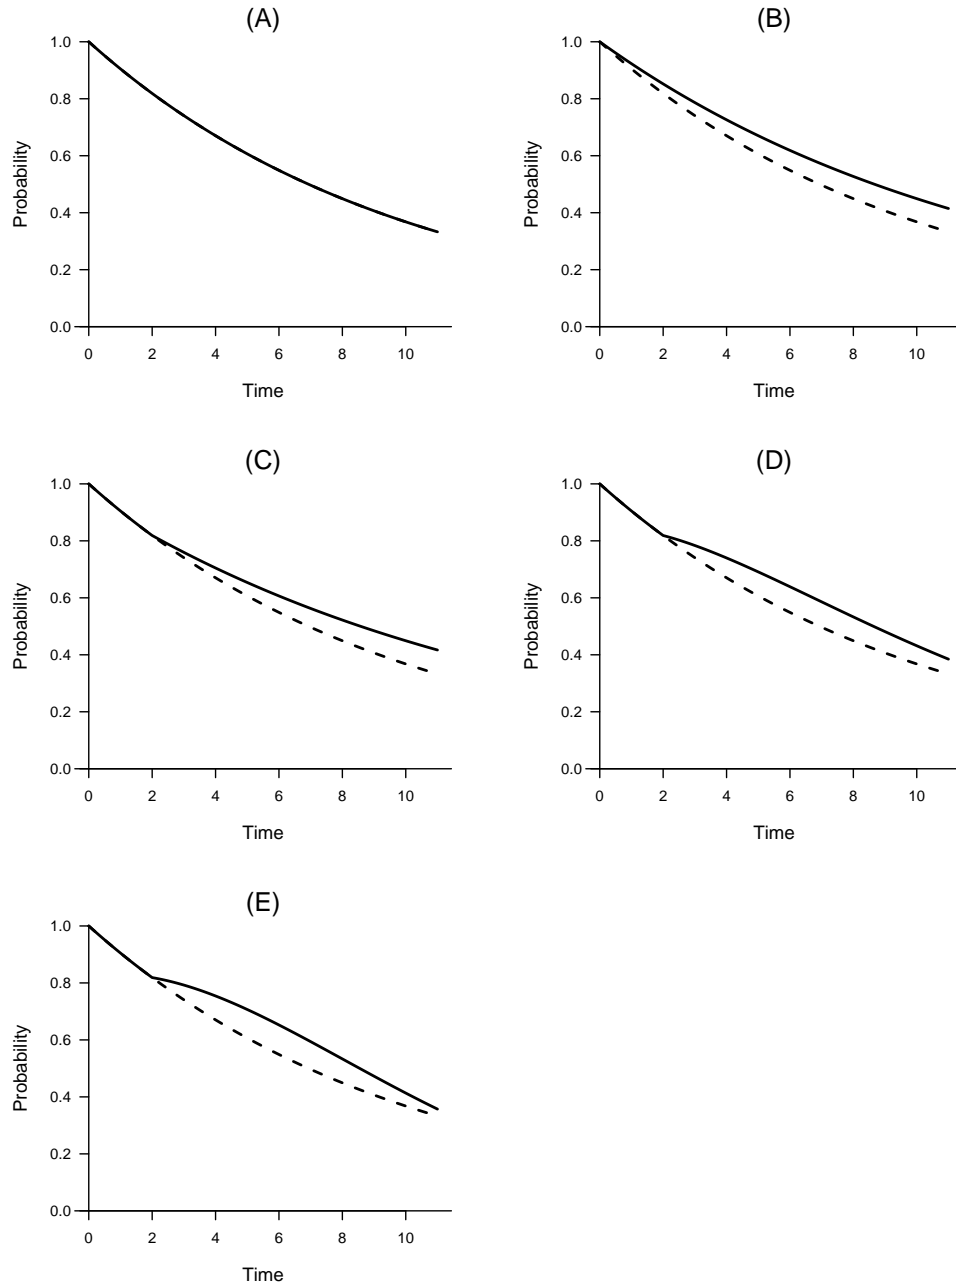 (A) (B)
1.0 1.0
0.8 0.8
0.6 0.6
0.4 0.4
0.2 0.2
0.0 0.0
0 2 4 6 8 10 0 2 4 6 8 10
Probability Probability
Time Time
(C) (D)
1.0 1.0
0.8 0.8
0.6 0.6
0.4 0.4
0.2 0.2
0.0 0.0
0 2 4 6 8 10 0 2 4 6 8 10
Probability Probability
Time Time
(E)
1.0
0.8
0.6
0.4
0.2
0.0
0 2 4 6 8 10
Probability
Time